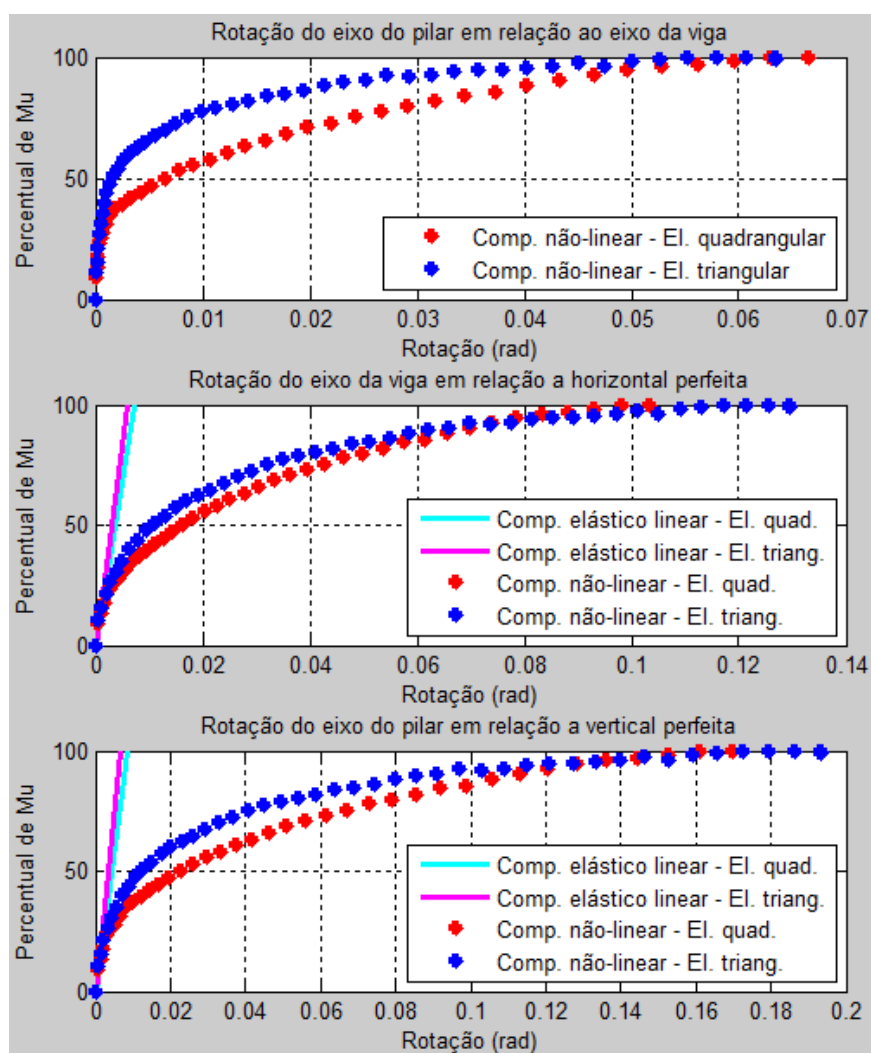 Rotação do eixo do pilar em relação ao eixo da viga
Percentual de Mu
100
50
0
Comp. não-linear - El. quadrangular
Comp. não-linear - El. triangular
0 0.01 0.02 0.03 0.04 0.05 0.06 0.07
Rotação (rad)
Rotação do eixo da viga em relação a horizontal perfeita
Percentual de Mu
100
50
0
Comp. elástico linear - El. quad.
Comp. elástico linear - El. triang.
Comp. não-linear - El. quad.
Comp. não-linear - El. triang.
0 0.02 0.04 0.06 0.08 0.1 0.12 0.14
Rotação (rad)
Rotação do eixo do pilar em relação a vertical perfeita
Percentual de Mu
100
50
0
Comp. elástico linear - El. quad.
Comp. elástico linear - El. triang.
Comp. não-linear - El. quad.
Comp. não-linear - El. triang.
0 0.02 0.04 0.06 0.08 0.1 0.12 0.14 0.16 0.18 0.2
Rotação (rad)